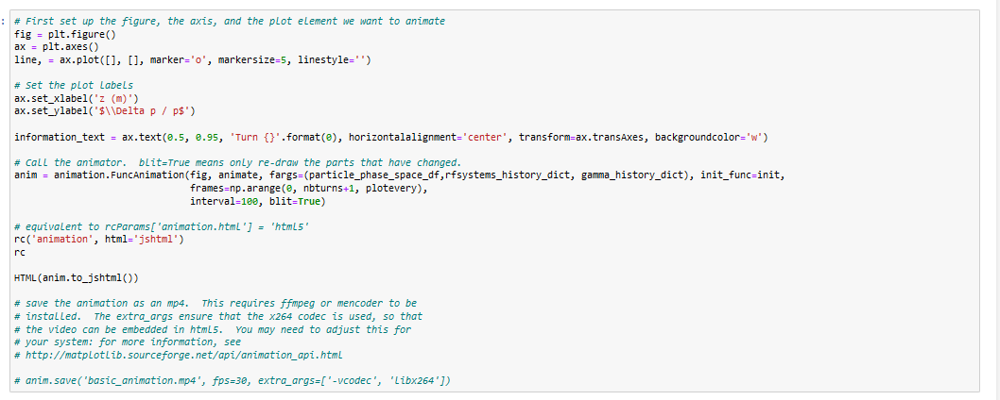 : # First set up the figure, the axis, and the plot element we want to animate
fig = plt.figure()
ax = plt.axes()
line, = ax.plot([], [], marker='o', markersize=5, linestyle='')
# Set the plot labels
ax.set_xlabel('z (m)')
ax.set_ylabel('$\\Delta p / p$')
information_text = ax.text(0.5, 0.95, 'Turn {}'.format(0), horizontalalignment='center', transform=ax.transAxes, backgroundcolor='w')
# Call the animator.  blit=True means only re-draw the parts that have changed.
anim = animation.FuncAnimation(fig, animate, fargs=(particle_phase_space_df,rfsystems_history_dict, gamma_history_dict), init_func=init,
frames=np.arange(0, nbturns+1, plotevery),
interval=100, blit=True)
# equivalent to rcParams['animation.html'] = 'html5'
rc('animation', html='jshtml')
rc
HTML(anim.to_jshtml())
# save the animation as an mp4.  This requires ffmpeg or mencoder to be
# installed.  The extra_args ensure that the x264 codec is used, so that
# the video can be embedded in html5.  You may need to adjust this for
# your system: for more information, see
# http://matplotlib.sourceforge.net/api/animation_api.html
# anim.save('basic_animation.mp4', fps=30, extra_args=['-vcodec', 'libx264'])